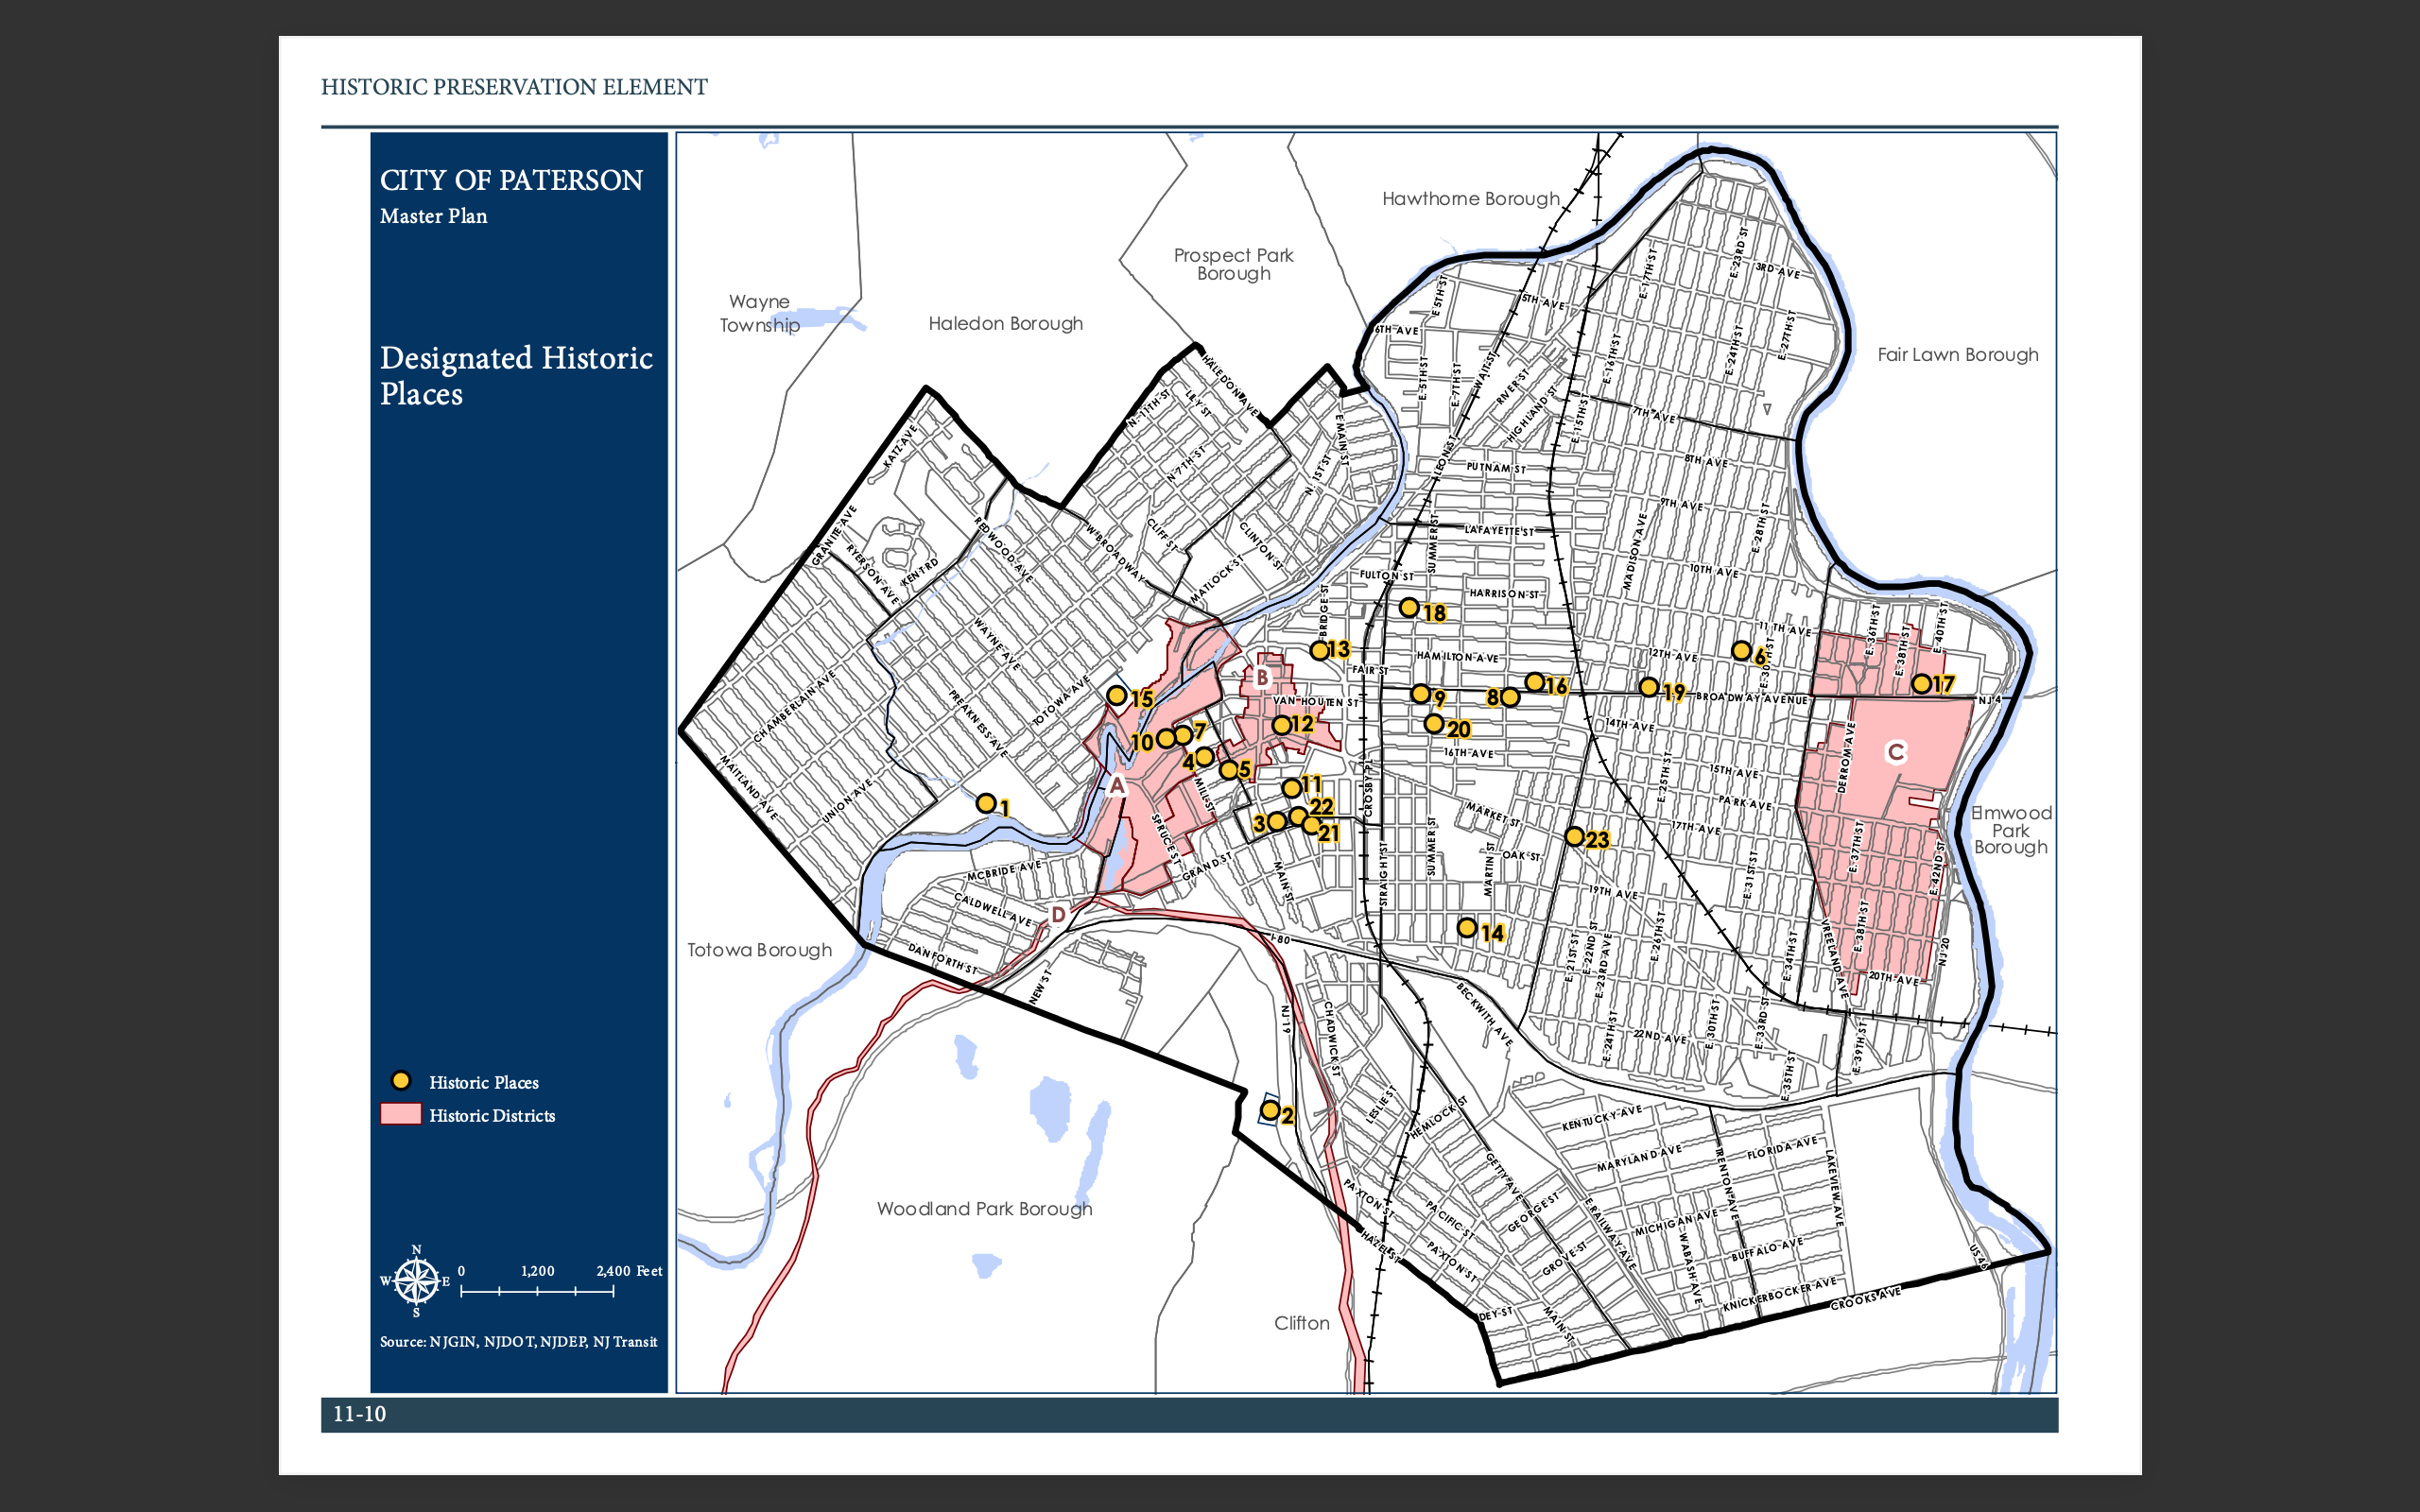 HISTORIC PRESERVATION ELEMENT
CITY OF PATERSON
Master Plan
Designated Historic
Places
Historic Places
Historic Districts
N
W
E
S
0
1,200
2,400 Feet
Source: NJGIN, NJDOT, NJDEP, NJ Transit
Hawthorne Borough
Prospect Park
Borough
Wayne
Township
Haledon Borough
Fair Lawn Borough
Elmwood
Park
Borough
Totowa Borough
Woodland Park Borough
Clifton
E. 23RD ST
3RD AVE
E. 17TH ST
E 5TH ST
5TH AVE
6TH AVE
E. 27TH ST
E. 24TH ST
E. 16TH ST
HALEDON AVE
E. 5TH ST
E. 7TH ST
WAIT ST
RIVER ST
HIGHLAND ST
E. 15TH ST
7TH AVE
N. 11TH ST
LILY ST
E MAIN ST
KATZ AVE
N 7TH ST
N. 1ST ST
LEON ST
PUTNAM ST
8TH AVE
9TH AVE
GRANITE AVE
RYERSON AVE
KENT RD
REDWOOD AVE
W. BROADWAY
CLIFF ST
CLINTON ST
MATLOCK ST
SUMMER ST
LAFAYETTE ST
MADISON AVE
E. 28TH ST
10TH AVE
FULTON ST
HARRISON ST
BRIDGE ST
18
13
11 TH AVE
E. 36TH ST
E. 38TH ST
E. 40TH ST
WAYNE AVE
HAMILTON AVE
12TH AVE
6
E. 30TH ST
FAIR ST
B
CHAMBERLAIN AVE
PREAKNESS AVE
TOTOWA AVE
15
VAN HOUTEN ST
9
8
16
19
BROADWAY AVENUE
17
NJ 4
10
7
12
20
14TH AVE
4
5
16TH AVE
15TH AVE
E. 25TH ST
DERROM AVE
C
MAITLAND AVE
UNION AVE
1
A
MILL ST
11
22
3
21
CROSBY PL
PARK AVE
MARKET ST
17TH AVE
23
SPRUCE ST
GRAND ST
MAIN ST
SUMMER ST
STRAIGHT ST
MARTIN ST
OAK ST
19TH AVE
E. 31ST ST
E. 37TH ST
E. 42ND ST
MCBRIDE AVE
CALDWELL AVE
D
DANFORTH ST
NEW ST
I-80
14
E. 21ST ST
E. 22ND ST
E. 23RD AVE
E. 26TH ST
E. 34TH ST
VREELAND AVE
E. 38TH ST
NJ 20
20TH AVE
NJ 19
CHADWICK ST
BECKWITH AVE
E. 24TH ST
22ND AVE
E. 30TH ST
E. 33RD ST
E. 35TH ST
E. 39TH ST
2
LESLIE ST
HEMLOCK ST
KENTUCKY AVE
MARYLAND AVE
FLORIDA AVE
TRENTON AVE
LAKEVIEW AVE
GETTY AVE
PAXTON ST
PACIFIC ST
GEORGE ST
E RAILWAY AVE
MICHIGAN AVE
WABASH AVE
BUFFALO AVE
HAZEL ST
PAXTON ST
GROVE ST
US 46
KNICKERBOCKER AVE
CROOKS AVE
DEY ST
MAIN ST
11-10